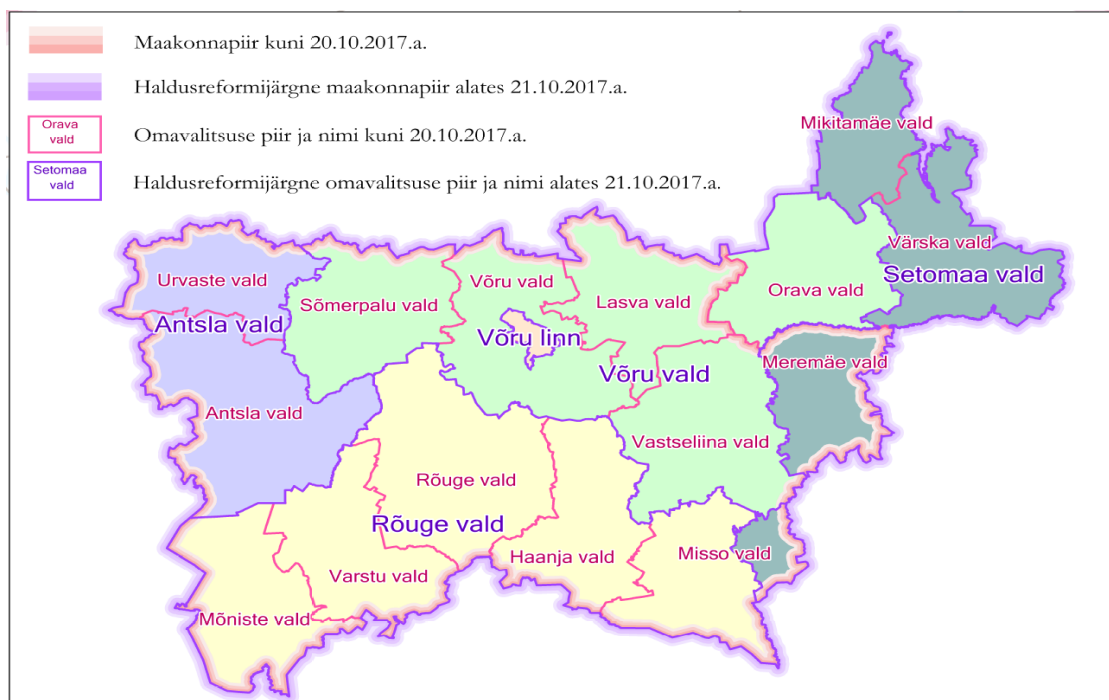 Maakonnapiir kuni 20.10.2017.a.
Haldusreformijärgne maakonnapiir alates 21.10.2017.a.
Orava
vald
Omavalitsuse piir ja nimi kuni 20.10.2017.a.
Setomaa
vald
Haldusreformijärgne omavalitsuse piir ja nimi alates 21.10.2017.a.
Mikitamäe vald
Värska vald
Setomaa vald
Urvaste vald
Võru vald
Sõmerpalu vald
Lasva vald
Orava vald
Antsla vald
Võru linn
Võru vald
Meremäe vald
Antsla vald
Vastseliina vald
Rõuge vald
Rõuge vald
Haanja vald
Misso vald
Varstu vald
Mõniste vald